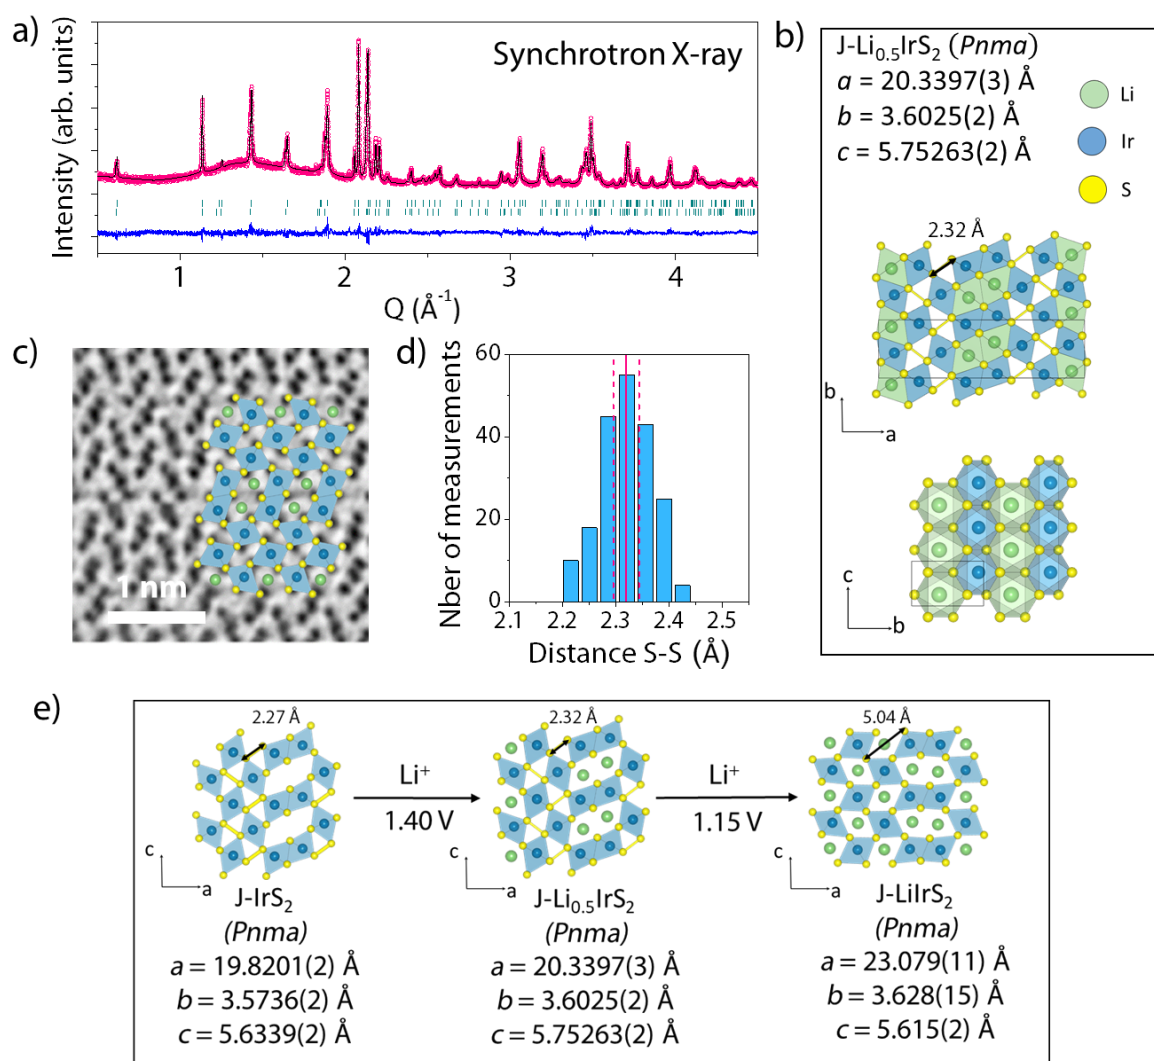 a)
Synchrotron X-ray
Intensity (arb. units)
1 2 3 4
Q (Å⁻¹)
b)
J-Li₀.₅IrS₂ (Pnma)
a = 20.3397(3) Å
b = 3.6025(2) Å
c = 5.75263(2) Å
Li
Ir
S
2.32 Å
b
a
c
b
c)
1 nm
d)
Nber of measurements
60
40
20
0
2.1 2.2 2.3 2.4 2.5
Distance S-S (Å)
e)
2.27 Å
c
a
J-IrS₂
(Pnma)
a = 19.8201(2) Å
b = 3.5736(2) Å
c = 5.6339(2) Å
Li⁺
1.40 V
2.32 Å
c
a
J-Li₀.₅IrS₂
(Pnma)
a = 20.3397(3) Å
b = 3.6025(2) Å
c = 5.75263(2) Å
Li⁺
1.15 V
5.04 Å
c
a
J-LiIrS₂
(Pnma)
a = 23.079(11) Å
b = 3.628(15) Å
c = 5.615(2) Å